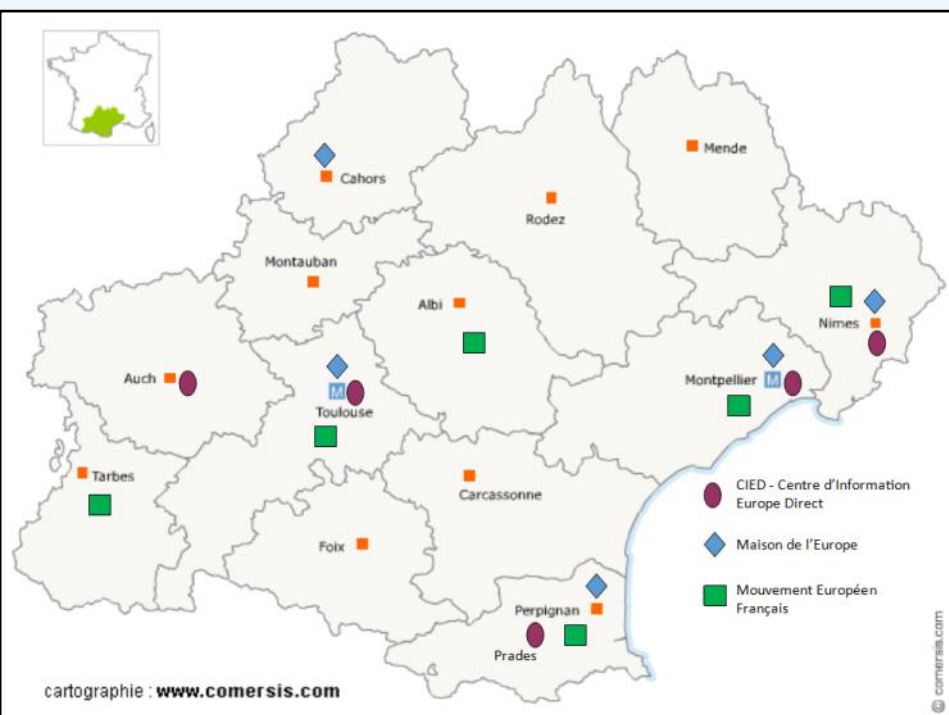 Mende
Cahors
Rodez
Montauban
Albi
Nimes
Auch
M
Toulouse
Montpellier
M
Tarbes
Carcassonne
CIED - Centre d'Information
Europe Direct
Foix
Maison de l'Europe
Mouvement Européen
Français
Perpignan
Prades
cartographie : www.comersis.com
© comersis.com